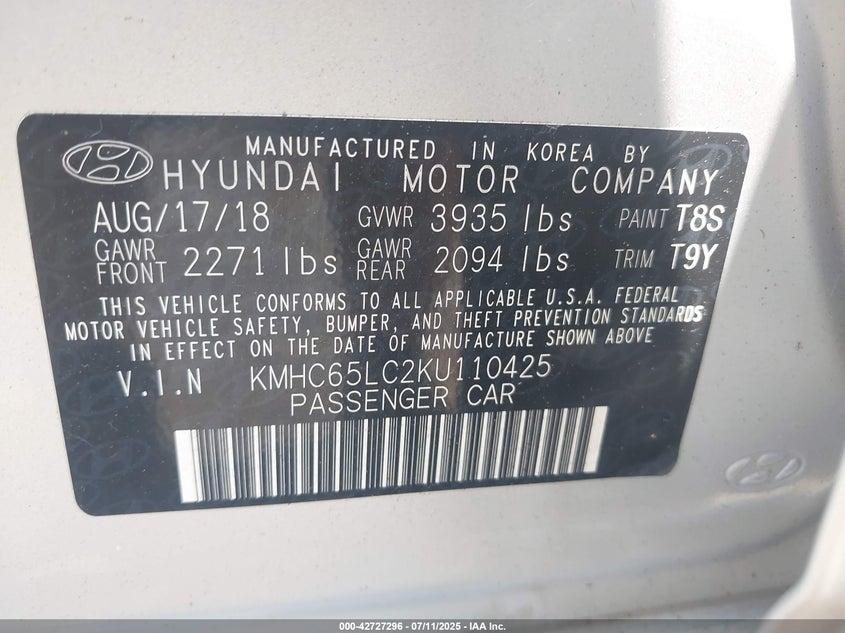 MANUFACTURED IN KOREA BY
HYUNDAI MOTOR COMPANY
AUG/17/18 GVWR 3935 lbs PAINT T8S
GAWR FRONT 2271 lbs GAWR REAR 2094 lbs TRIM T9Y
THIS VEHICLE CONFORMS TO ALL APPLICABLE U.S.A. FEDERAL
MOTOR VEHICLE SAFETY, BUMPER, AND THEFT PREVENTION STANDARDS
IN EFFECT ON THE DATE OF MANUFACTURE SHOWN ABOVE
V.I.N KMHC65LC2KU110425
PASSENGER CAR
000-42727296 - 07/11/2025 - IAA Inc.